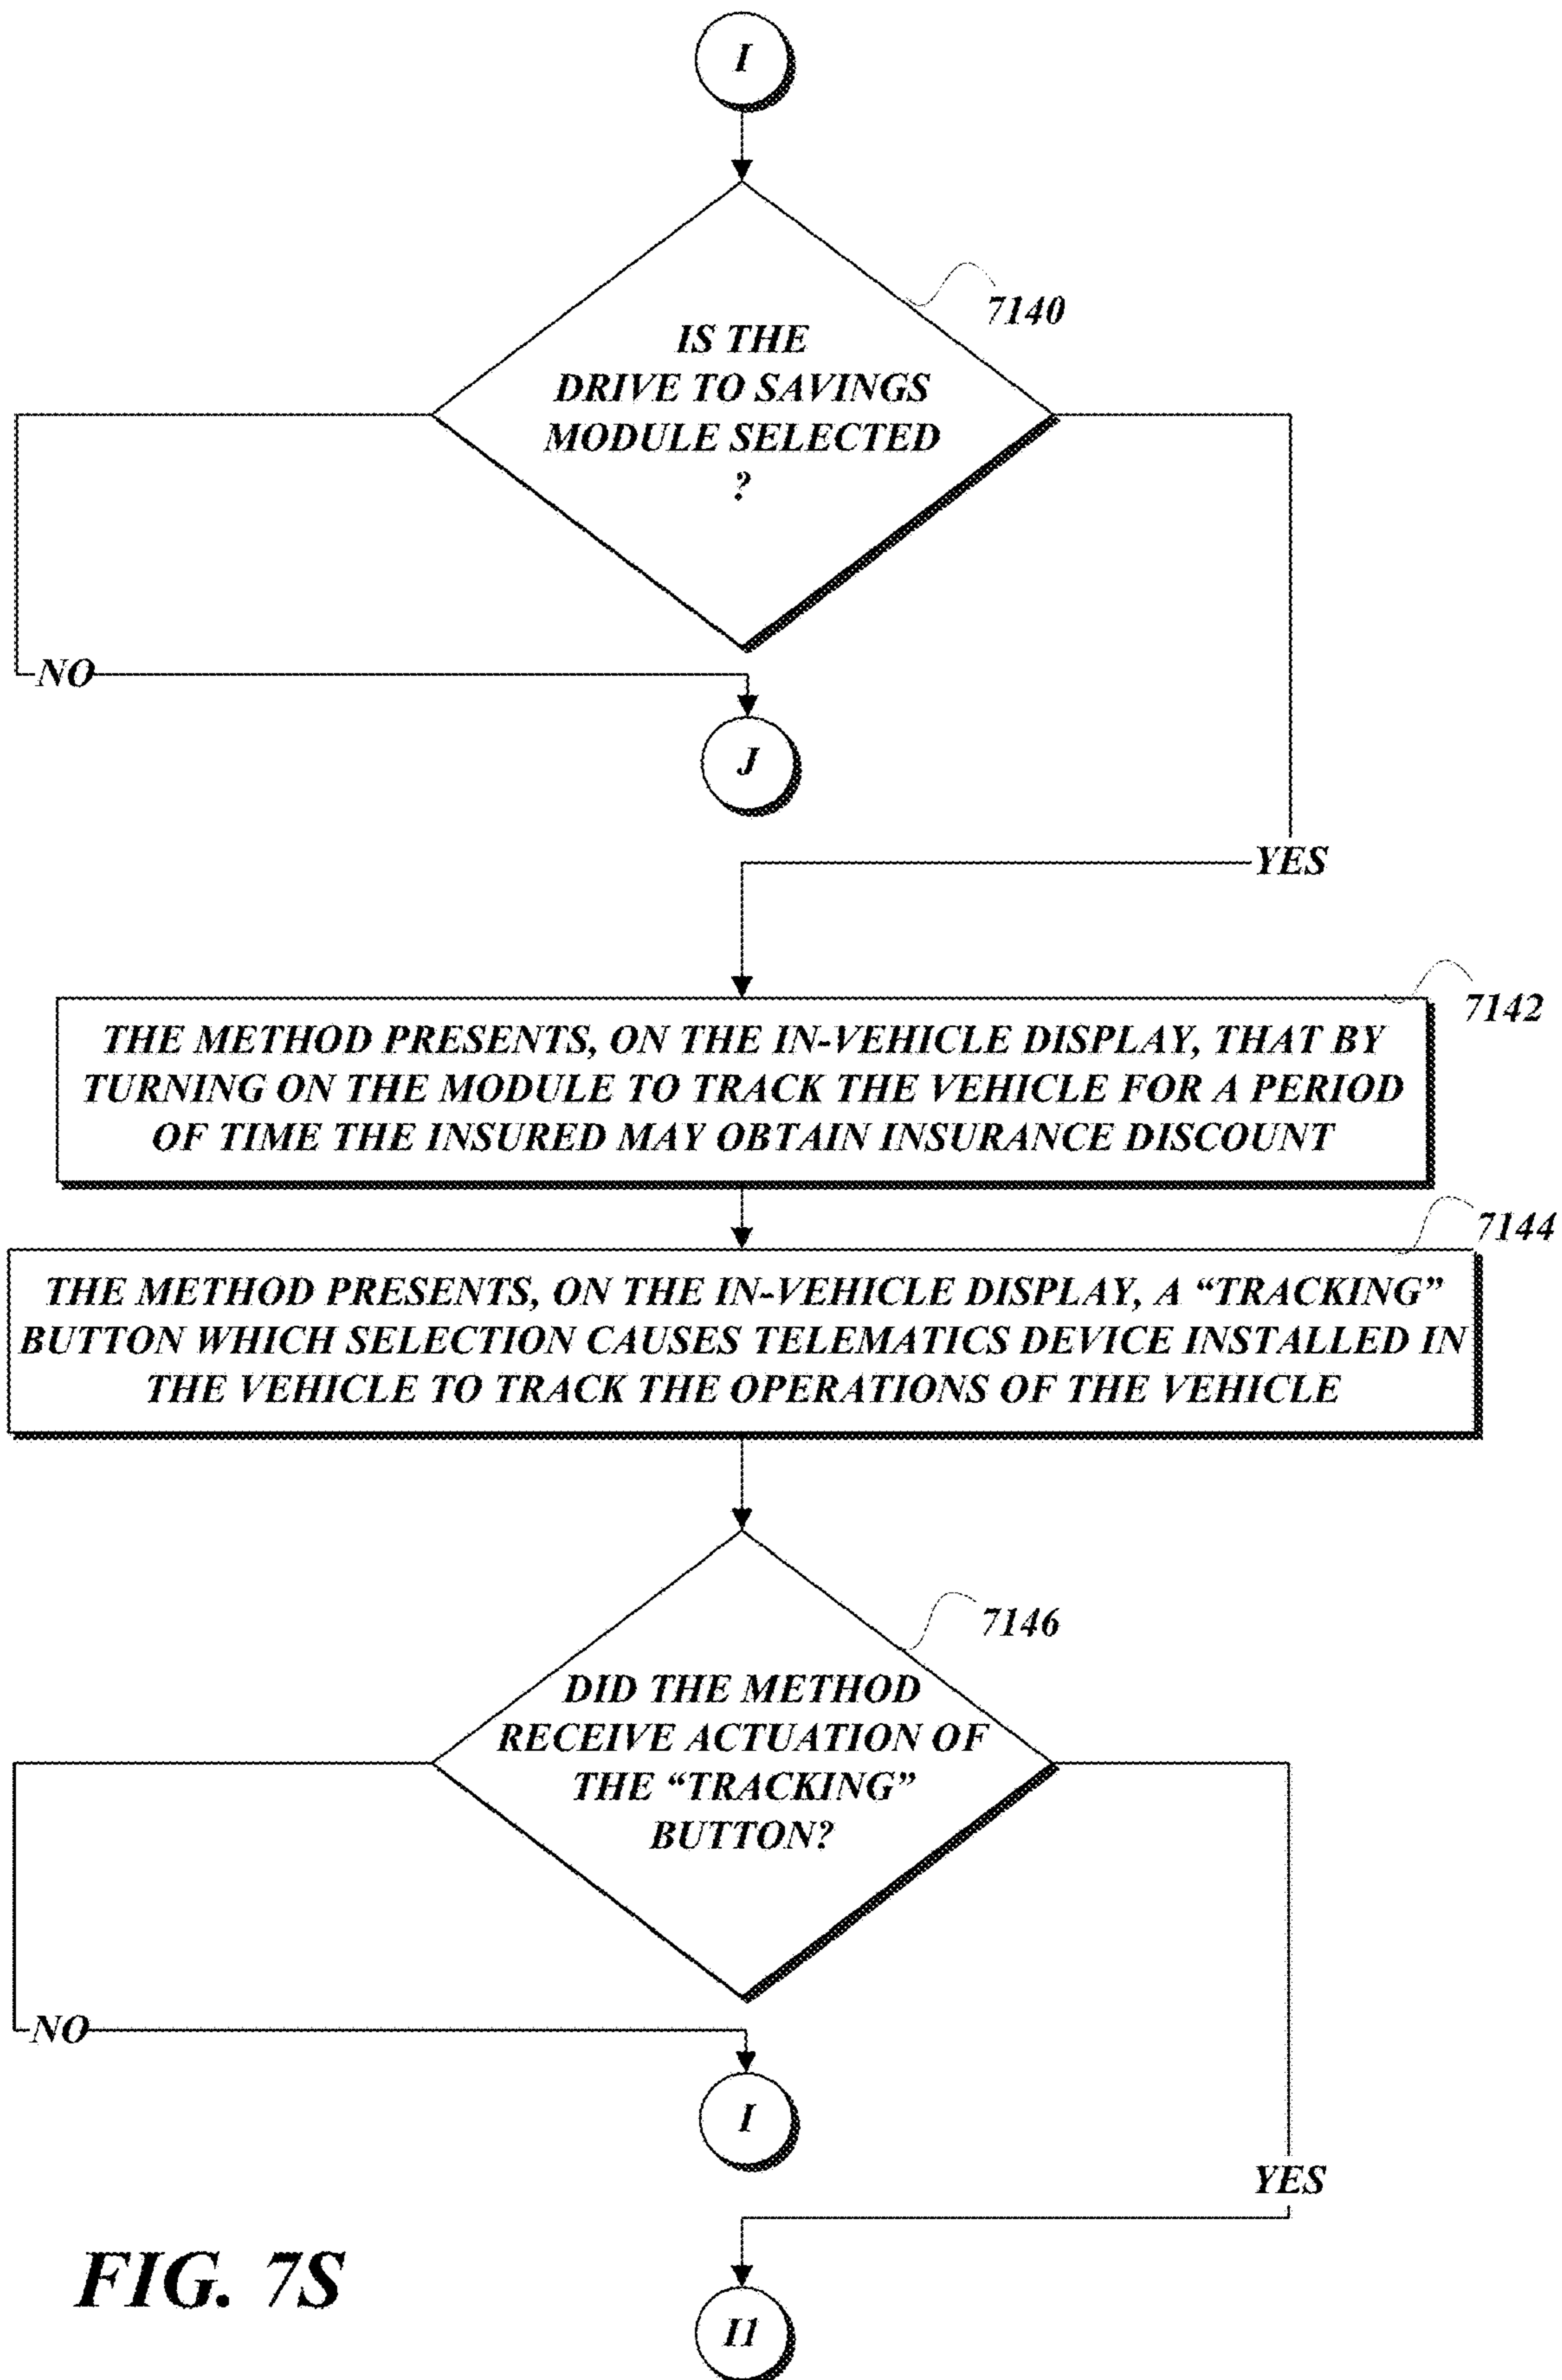 I
7140
IS THE
DRIVE TO SAVINGS
MODULE SELECTED
?
NO
J
YES
7142
THE METHOD PRESENTS, ON THE IN-VEHICLE DISPLAY, THAT BY
TURNING ON THE MODULE TO TRACK THE VEHICLE FOR A PERIOD
OF TIME THE INSURED MAY OBTAIN INSURANCE DISCOUNT
7144
THE METHOD PRESENTS, ON THE IN-VEHICLE DISPLAY, A “TRACKING”
BUTTON WHICH SELECTION CAUSES TELEMATICS DEVICE INSTALLED IN
THE VEHICLE TO TRACK THE OPERATIONS OF THE VEHICLE
7146
DID THE METHOD
RECEIVE ACTUATION OF
THE “TRACKING”
BUTTON?
NO
I
YES
FIG. 7S
I1